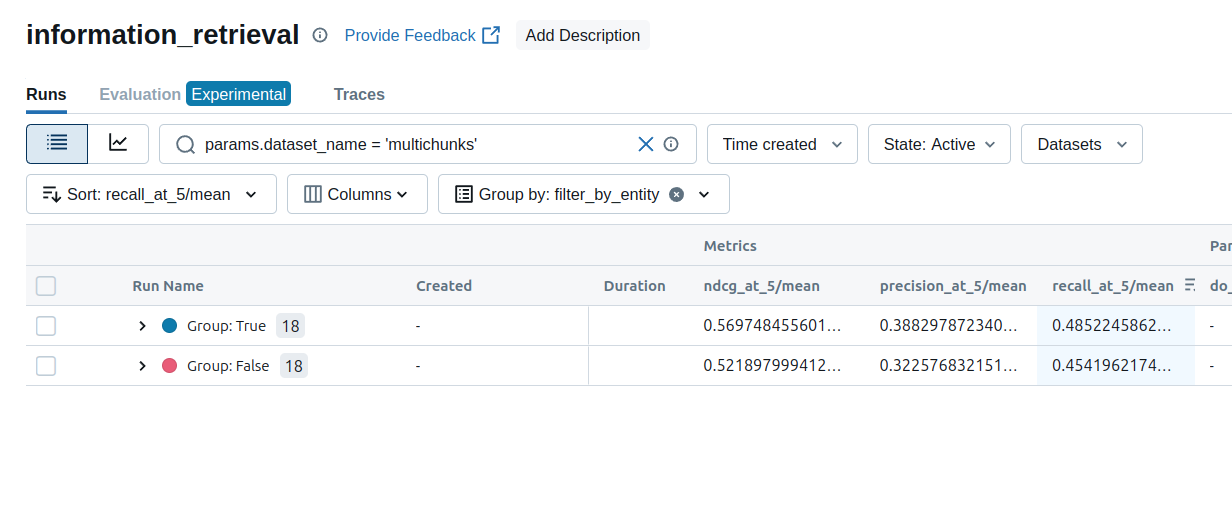 information_retrieval Provide Feedback Add Description
Runs Evaluation Experimental Traces
params.dataset_name = 'multichunks' Time created State: Active Datasets
Sort: recall_at_5/mean Columns Group by: filter_by_entity
Metrics Par
Run Name Created Duration ndcg_at_5/mean precision_at_5/mean recall_at_5/mean do_
Group: True 18 - 0.569748455601... 0.388297872340... 0.4852245862... -
Group: False 18 - 0.521897999412... 0.322576832151... 0.4541962174... -